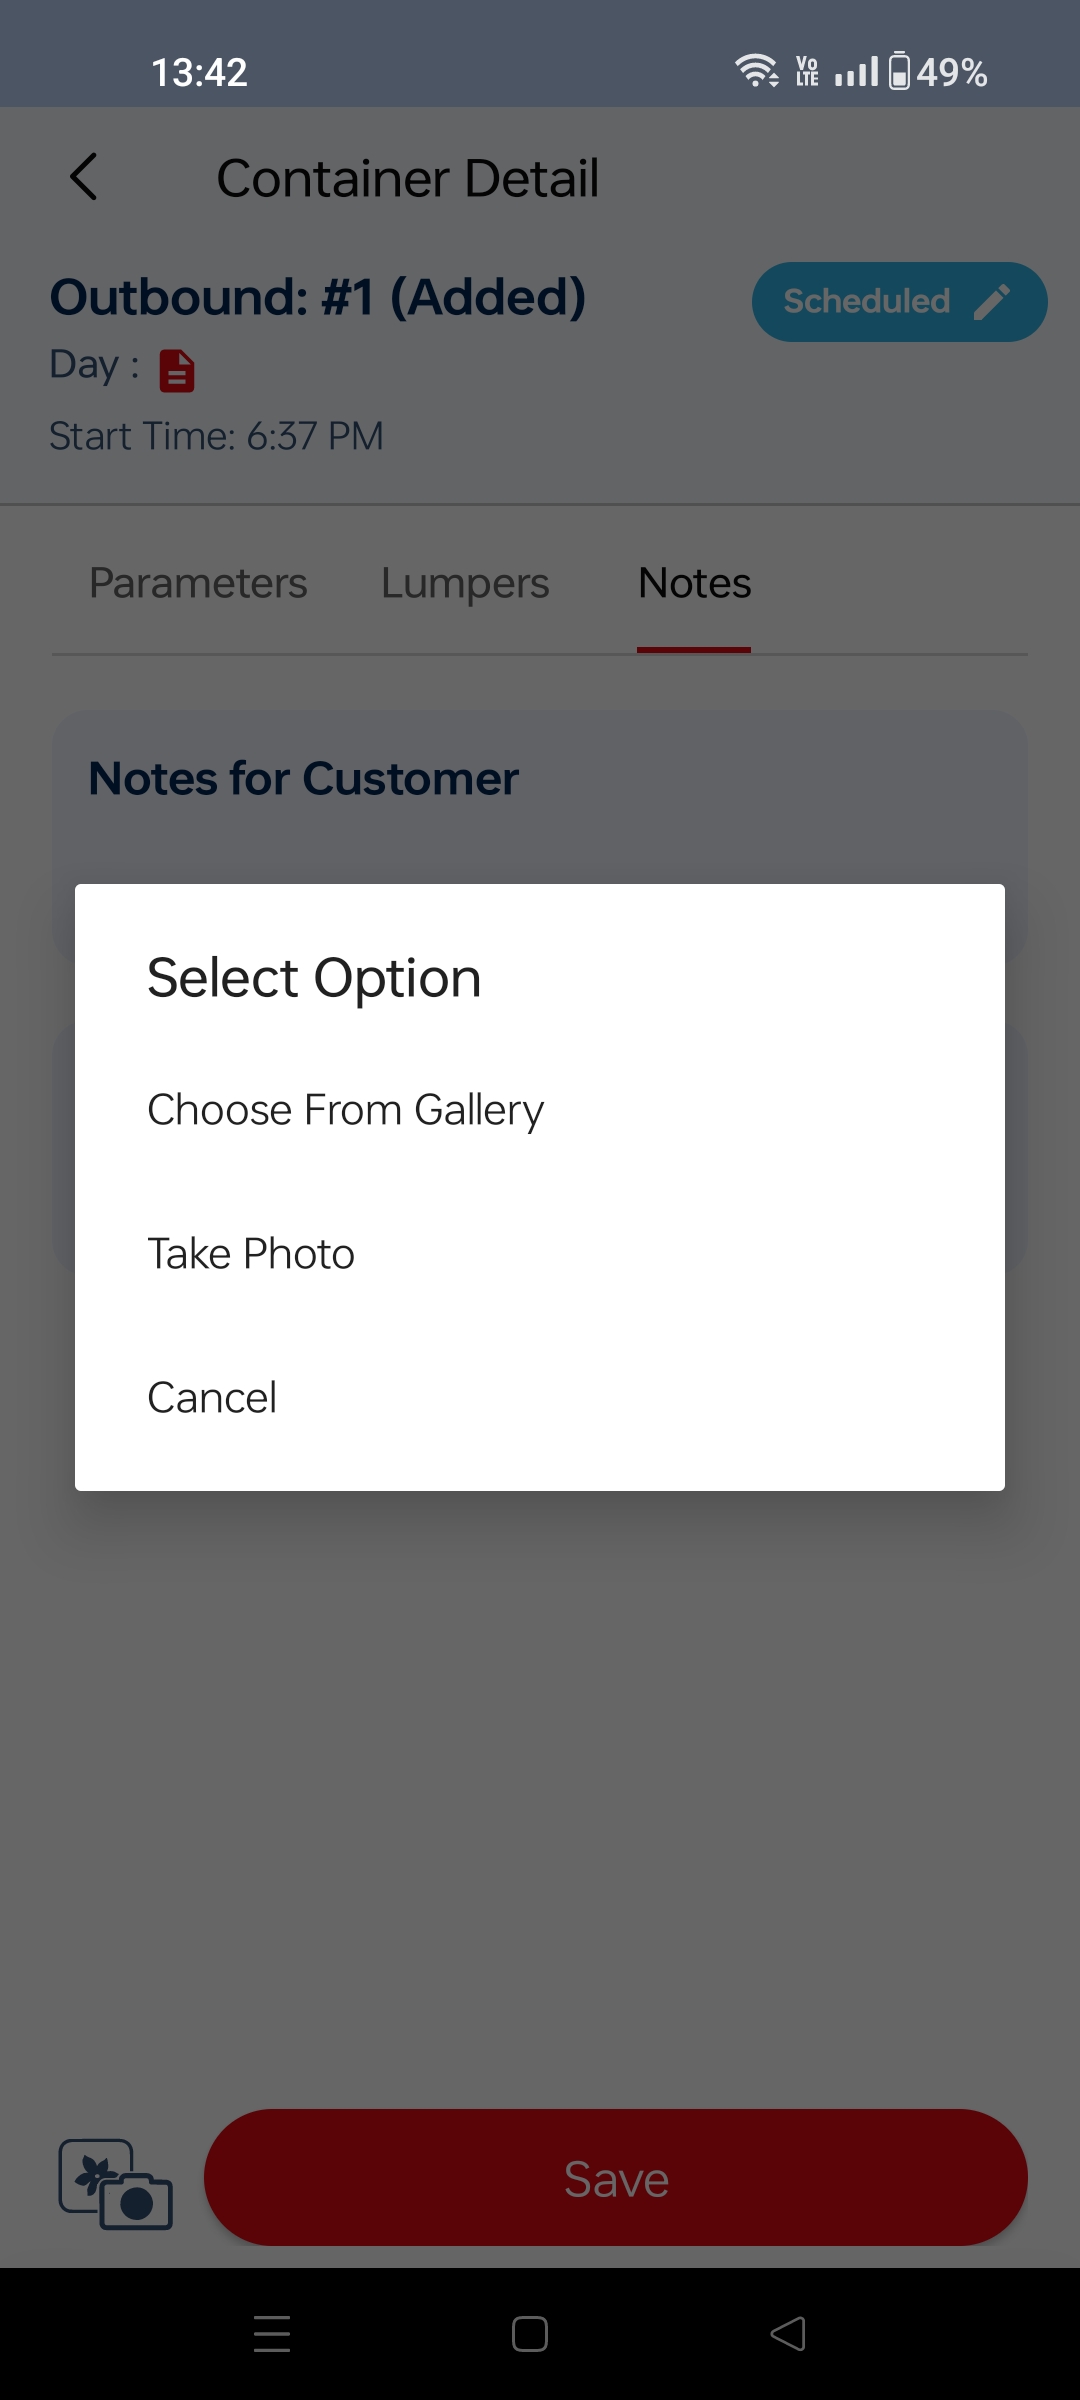 13:42
Vo LTE
49%
Container Detail
Outbound: #1 (Added)
Scheduled
Day :
Start Time: 6:37 PM
Parameters
Lumpers
Notes
Notes for Customer
Select Option
Choose From Gallery
Take Photo
Cancel
Save